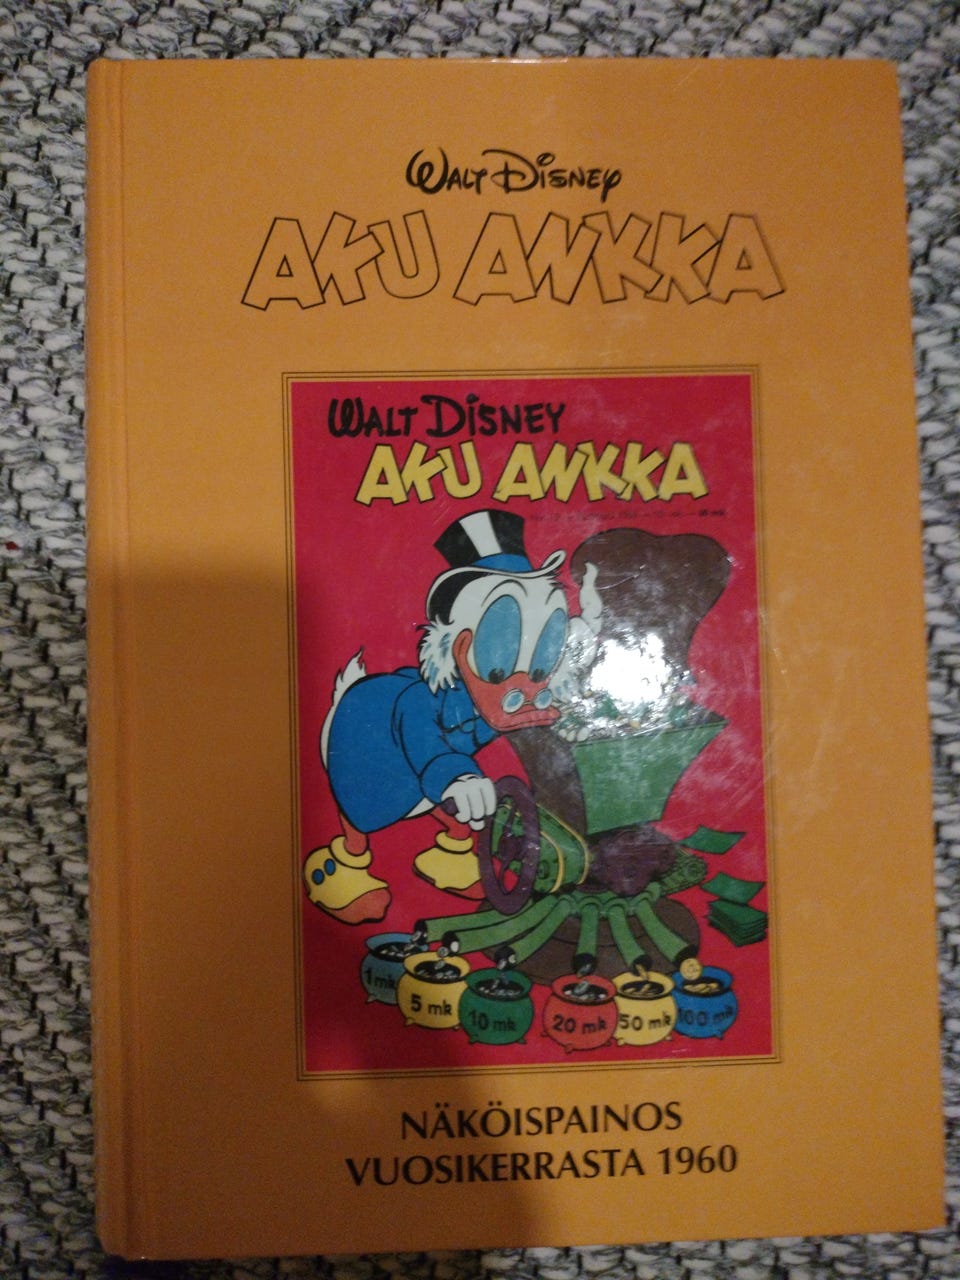 WALT DISNEY
AKU ANKKA
WALT DISNEY
AKU ANKKA
1 mk
5 mk
10 mk
20 mk
50 mk
100 mk
NÄKÖISPAINOS
VUOSIKERRASTA 1960